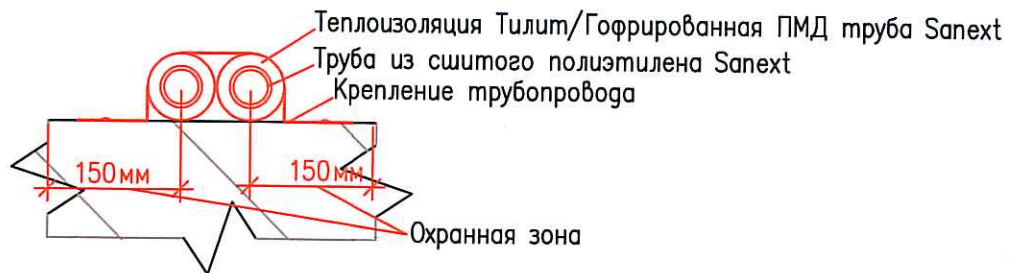 Теплоизоляция Тилит/Гофрированная ПМД труба Sanext
Труба из сшитого полиэтилена Sanext
Крепление трубопровода
150мм 150мм
Охранная зона